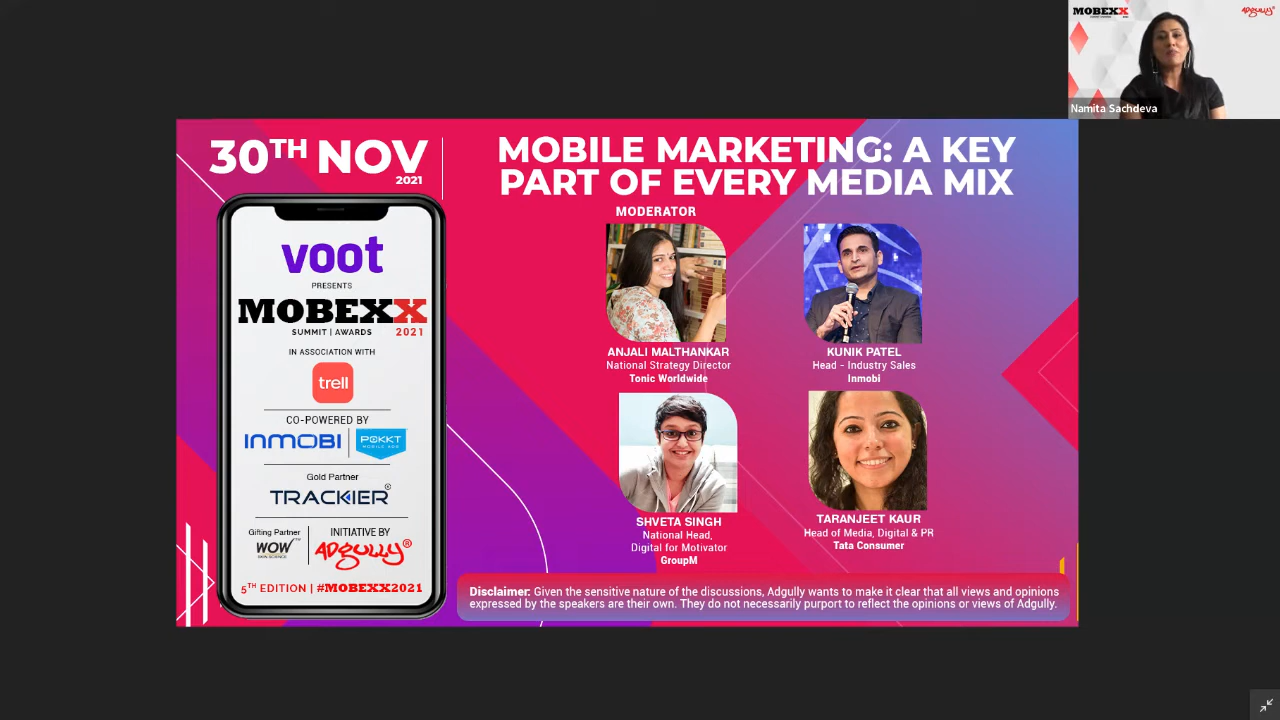 MOBEXX
ADGULLY®
Namita Sachdeva
30TH NOV
2021
voot
PRESENTS
MOBEXX
SUMMIT | AWARDS 2021
IN ASSOCIATION WITH
trell
CO-POWERED BY
INMOBI
POKKT
MOBILE ADS
Gold Partner
TRACKIER®
Gifting Partner
WOW
SKIN SCIENCE
INITIATIVE BY
ADGULLY®
5TH EDITION | #MOBEXX2021
MOBILE MARKETING: A KEY
PART OF EVERY MEDIA MIX
MODERATOR
ANJALI MALTHANKAR
National Strategy Director
Tonic Worldwide
KUNIK PATEL
Head - Industry Sales
Inmobi
SHVETA SINGH
National Head,
Digital for Motivator
GroupM
TARANJEET KAUR
Head of Media, Digital & PR
Tata Consumer
Disclaimer: Given the sensitive nature of the discussions, Adgully wants to make it clear that all views and opinions
expressed by the speakers are their own. They do not necessarily purport to reflect the opinions or views of Adgully.